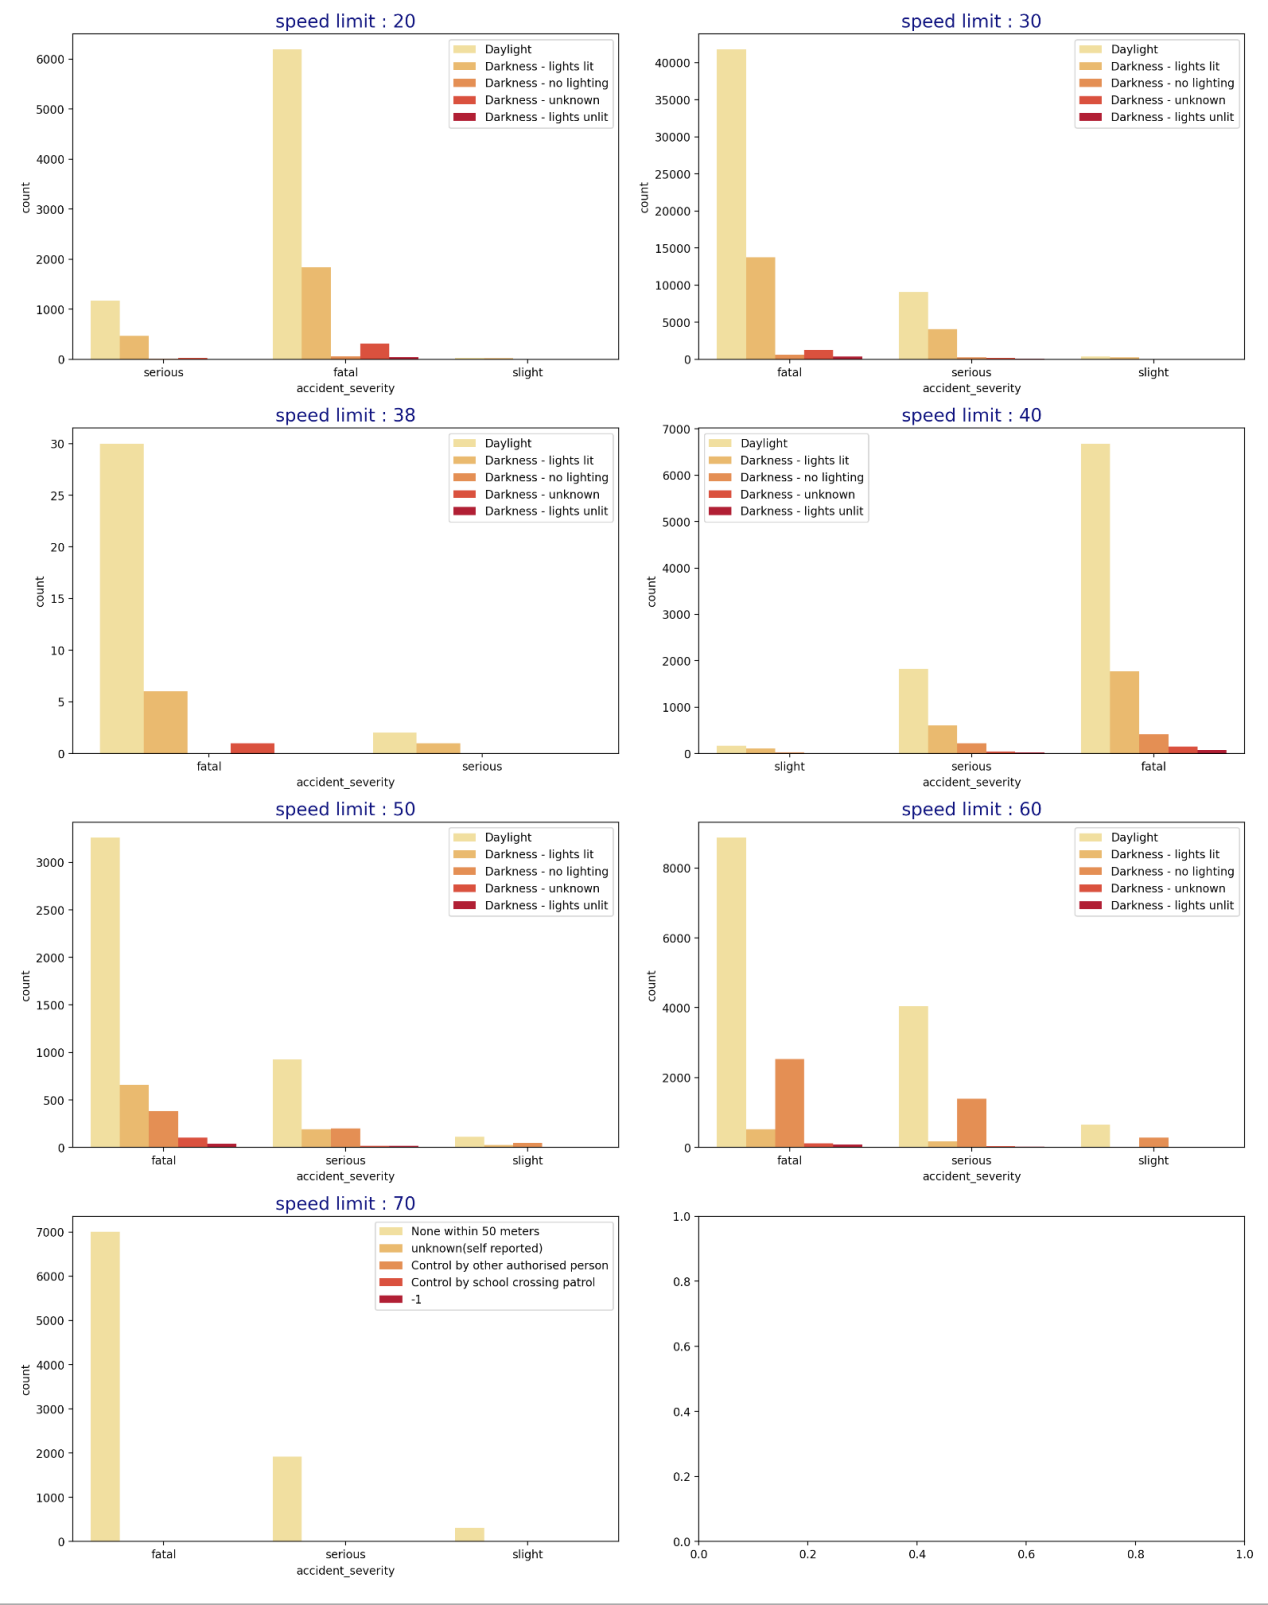 speed limit : 20
6000
5000
4000
3000
2000
1000
0
count
Daylight
Darkness - lights lit
Darkness - no lighting
Darkness - unknown
Darkness - lights unlit
serious fatal slight
accident_severity
speed limit : 30
40000
35000
30000
25000
20000
15000
10000
5000
0
count
Daylight
Darkness - lights lit
Darkness - no lighting
Darkness - unknown
Darkness - lights unlit
fatal serious slight
accident_severity
speed limit : 38
30
25
20
15
10
5
0
count
Daylight
Darkness - lights lit
Darkness - no lighting
Darkness - unknown
Darkness - lights unlit
fatal serious
accident_severity
speed limit : 40
7000
6000
5000
4000
3000
2000
1000
0
count
Daylight
Darkness - lights lit
Darkness - no lighting
Darkness - unknown
Darkness - lights unlit
slight serious fatal
accident_severity
speed limit : 50
3000
2500
2000
1500
1000
500
0
count
Daylight
Darkness - lights lit
Darkness - no lighting
Darkness - unknown
Darkness - lights unlit
fatal serious slight
accident_severity
speed limit : 60
8000
6000
4000
2000
0
count
Daylight
Darkness - lights lit
Darkness - no lighting
Darkness - unknown
Darkness - lights unlit
fatal serious slight
accident_severity
speed limit : 70
7000
6000
5000
4000
3000
2000
1000
0
count
None within 50 meters
unknown(self reported)
Control by other authorised person
Control by school crossing patrol
-1
fatal serious slight
accident_severity
1.0
0.8
0.6
0.4
0.2
0.0
0.0 0.2 0.4 0.6 0.8 1.0